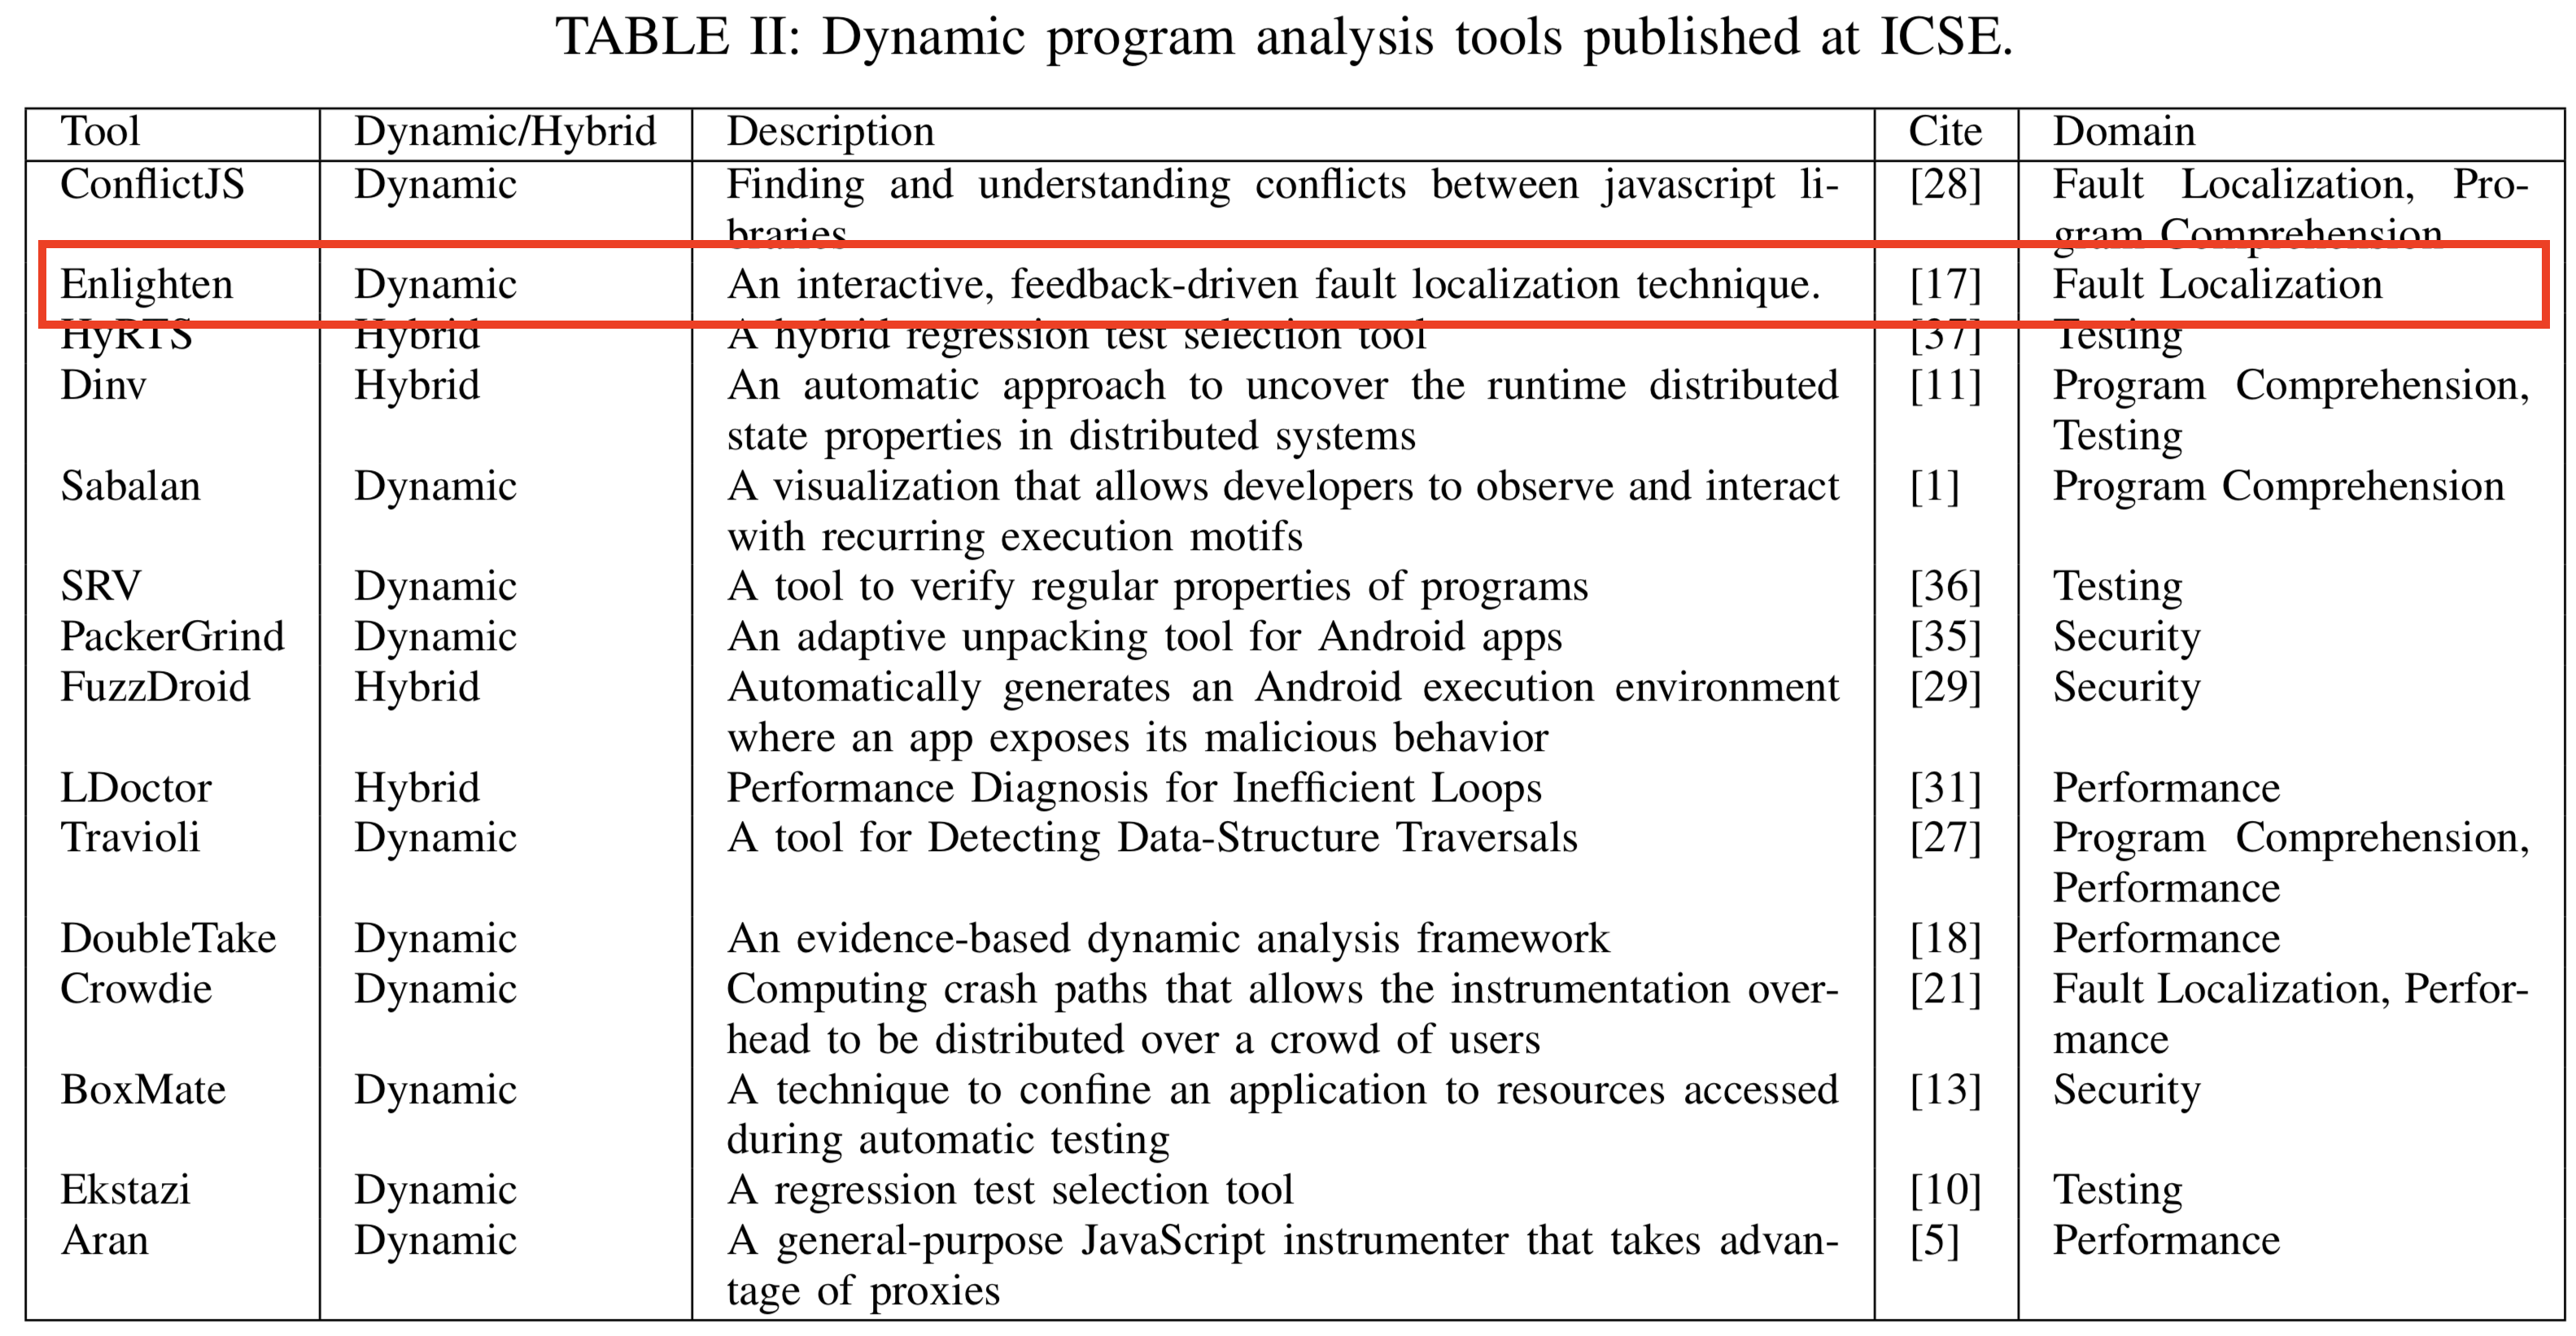 TABLE II: Dynamic program analysis tools published at ICSE.
Tool Dynamic/Hybrid Description Cite Domain
ConflictJS Dynamic Finding and understanding conflicts between javascript li- [28] Fault Localization, Pro-
braries gram Comprehension
Enlighten Dynamic An interactive, feedback-driven fault localization technique. [17] Fault Localization
HyRTS Hybrid A hybrid regression test selection tool [37] Testing
Dinv Hybrid An automatic approach to uncover the runtime distributed [11] Program Comprehension,
state properties in distributed systems Testing
Sabalan Dynamic A visualization that allows developers to observe and interact [1] Program Comprehension
with recurring execution motifs
SRV Dynamic A tool to verify regular properties of programs [36] Testing
PackerGrind Dynamic An adaptive unpacking tool for Android apps [35] Security
FuzzDroid Hybrid Automatically generates an Android execution environment [29] Security
where an app exposes its malicious behavior
LDoctor Hybrid Performance Diagnosis for Inefficient Loops [31] Performance
Travioli Dynamic A tool for Detecting Data-Structure Traversals [27] Program Comprehension,
Performance
DoubleTake Dynamic An evidence-based dynamic analysis framework [18] Performance
Crowdie Dynamic Computing crash paths that allows the instrumentation over- [21] Fault Localization, Perfor-
head to be distributed over a crowd of users mance
BoxMate Dynamic A technique to confine an application to resources accessed [13] Security
during automatic testing
Ekstazi Dynamic A regression test selection tool [10] Testing
Aran Dynamic A general-purpose JavaScript instrumenter that takes advan- [5] Performance
tage of proxies